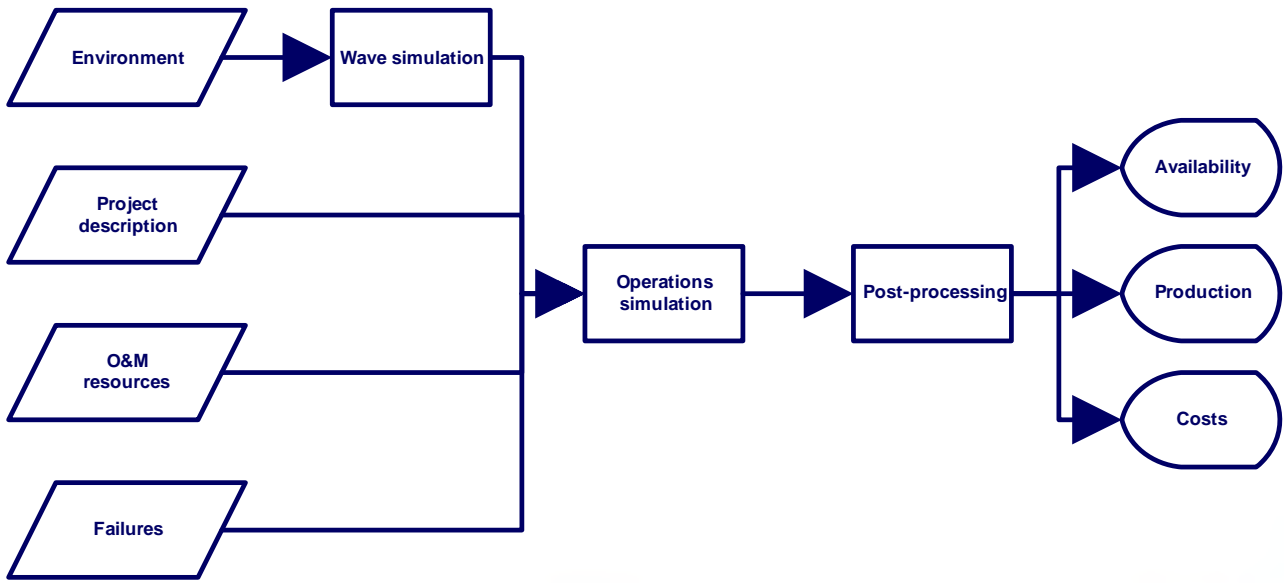 Environment
Wave simulation
Project
description
O&M
resources
Failures
Operations
simulation
Post-processing
Availability
Production
Costs